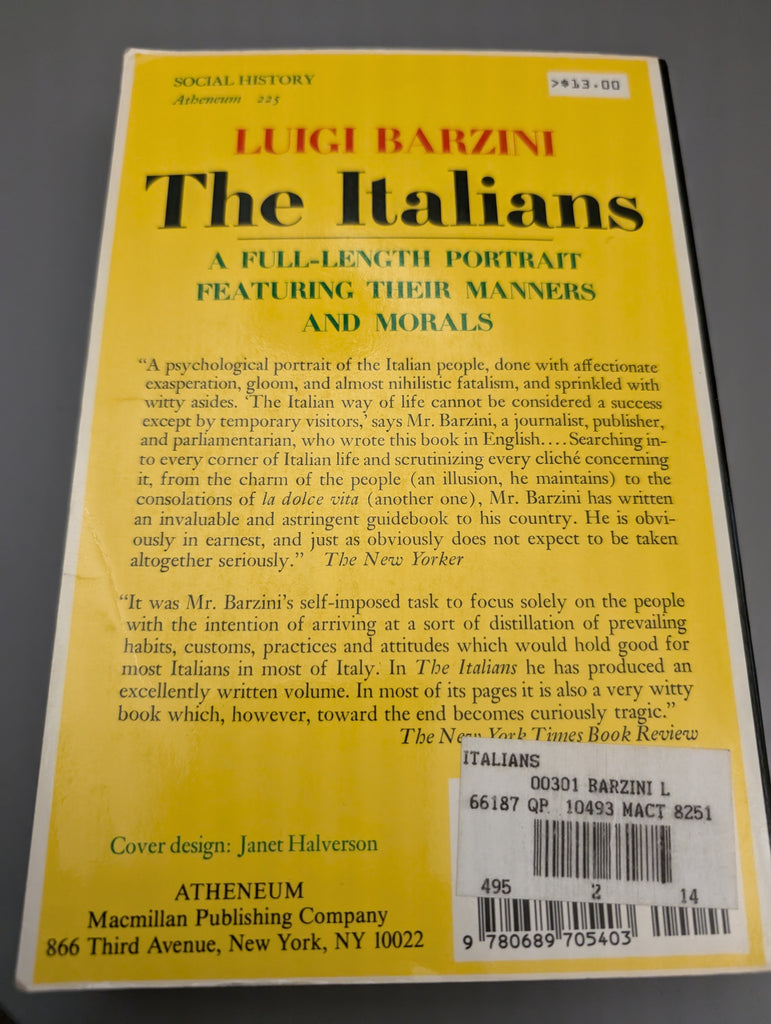 SOCIAL HISTORY
Atheneum 225
>$13.00
LUIGI BARZINI
The Italians
A FULL-LENGTH PORTRAIT
FEATURING THEIR MANNERS
AND MORALS
“A psychological portrait of the Italian people, done with affectionate
exasperation, gloom, and almost nihilistic fatalism, and sprinkled with
witty asides. ‘The Italian way of life cannot be considered a success
except by temporary visitors,’ says Mr. Barzini, a journalist, publisher,
and parliamentarian, who wrote this book in English....Searching in-
to every corner of Italian life and scrutinizing every cliché concerning
it, from the charm of the people (an illusion, he maintains) to the
consolations of la dolce vita (another one), Mr. Barzini has written
an invaluable and astringent guidebook to his country. He is obvi-
ously in earnest, and just as obviously does not expect to be taken
altogether seriously.” The New Yorker
“It was Mr. Barzini’s self-imposed task to focus solely on the people
with the intention of arriving at a sort of distillation of prevailing
habits, customs, practices and attitudes which would hold good for
most Italians in most of Italy. In The Italians he has produced an
excellently written volume. In most of its pages it is also a very witty
book which, however, toward the end becomes curiously tragic.”
The New York Times Book Review
ITALIANS
00301 BARZINI L
66187 QP 10493 MACT 8251
495 2 14
9 780689 705403
Cover design: Janet Halverson
ATHENEUM
Macmillan Publishing Company
866 Third Avenue, New York, NY 10022